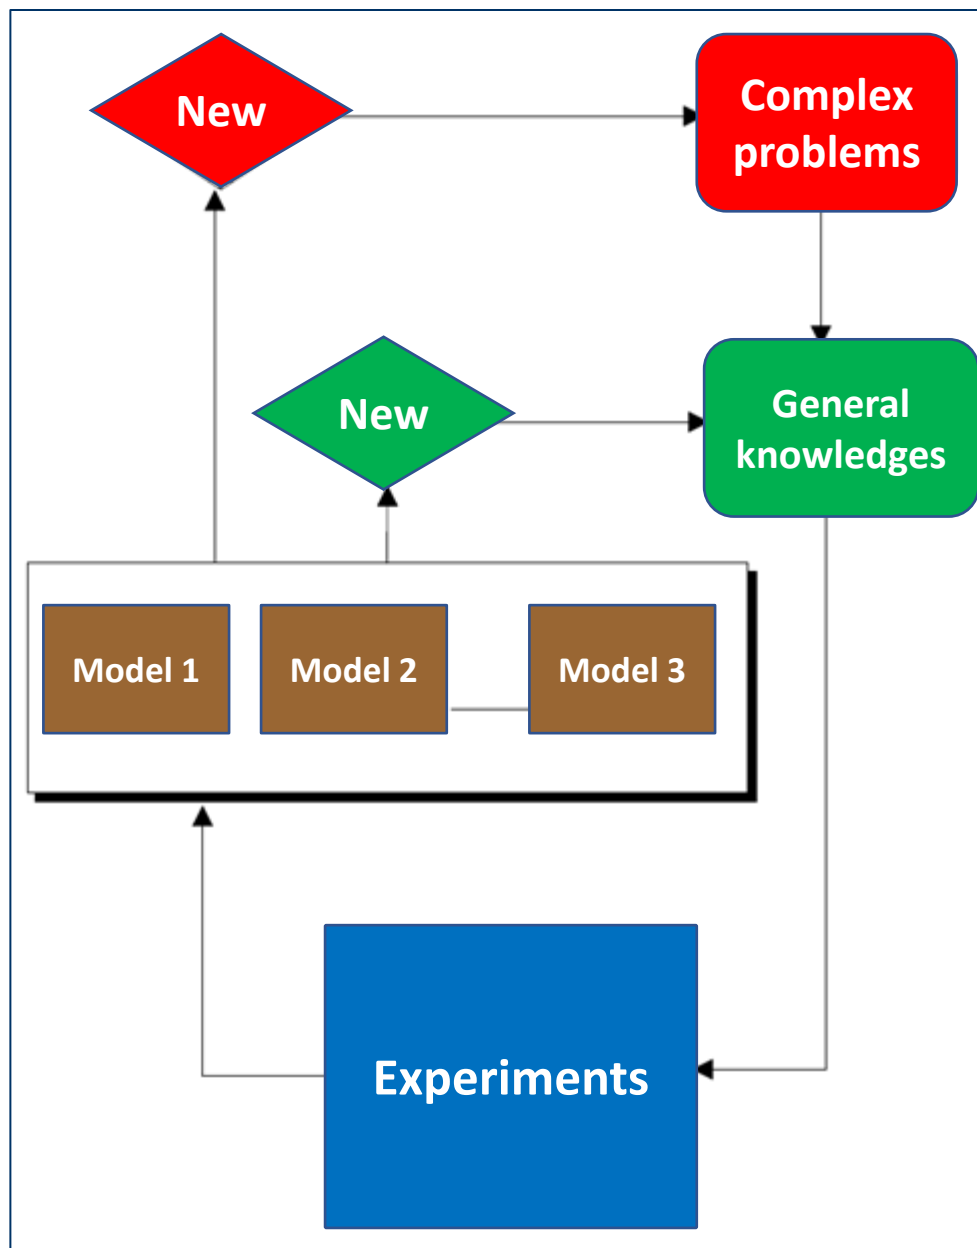 New
Complex
problems
New
General
knowledges
Model 1
Model 2
Model 3
Experiments